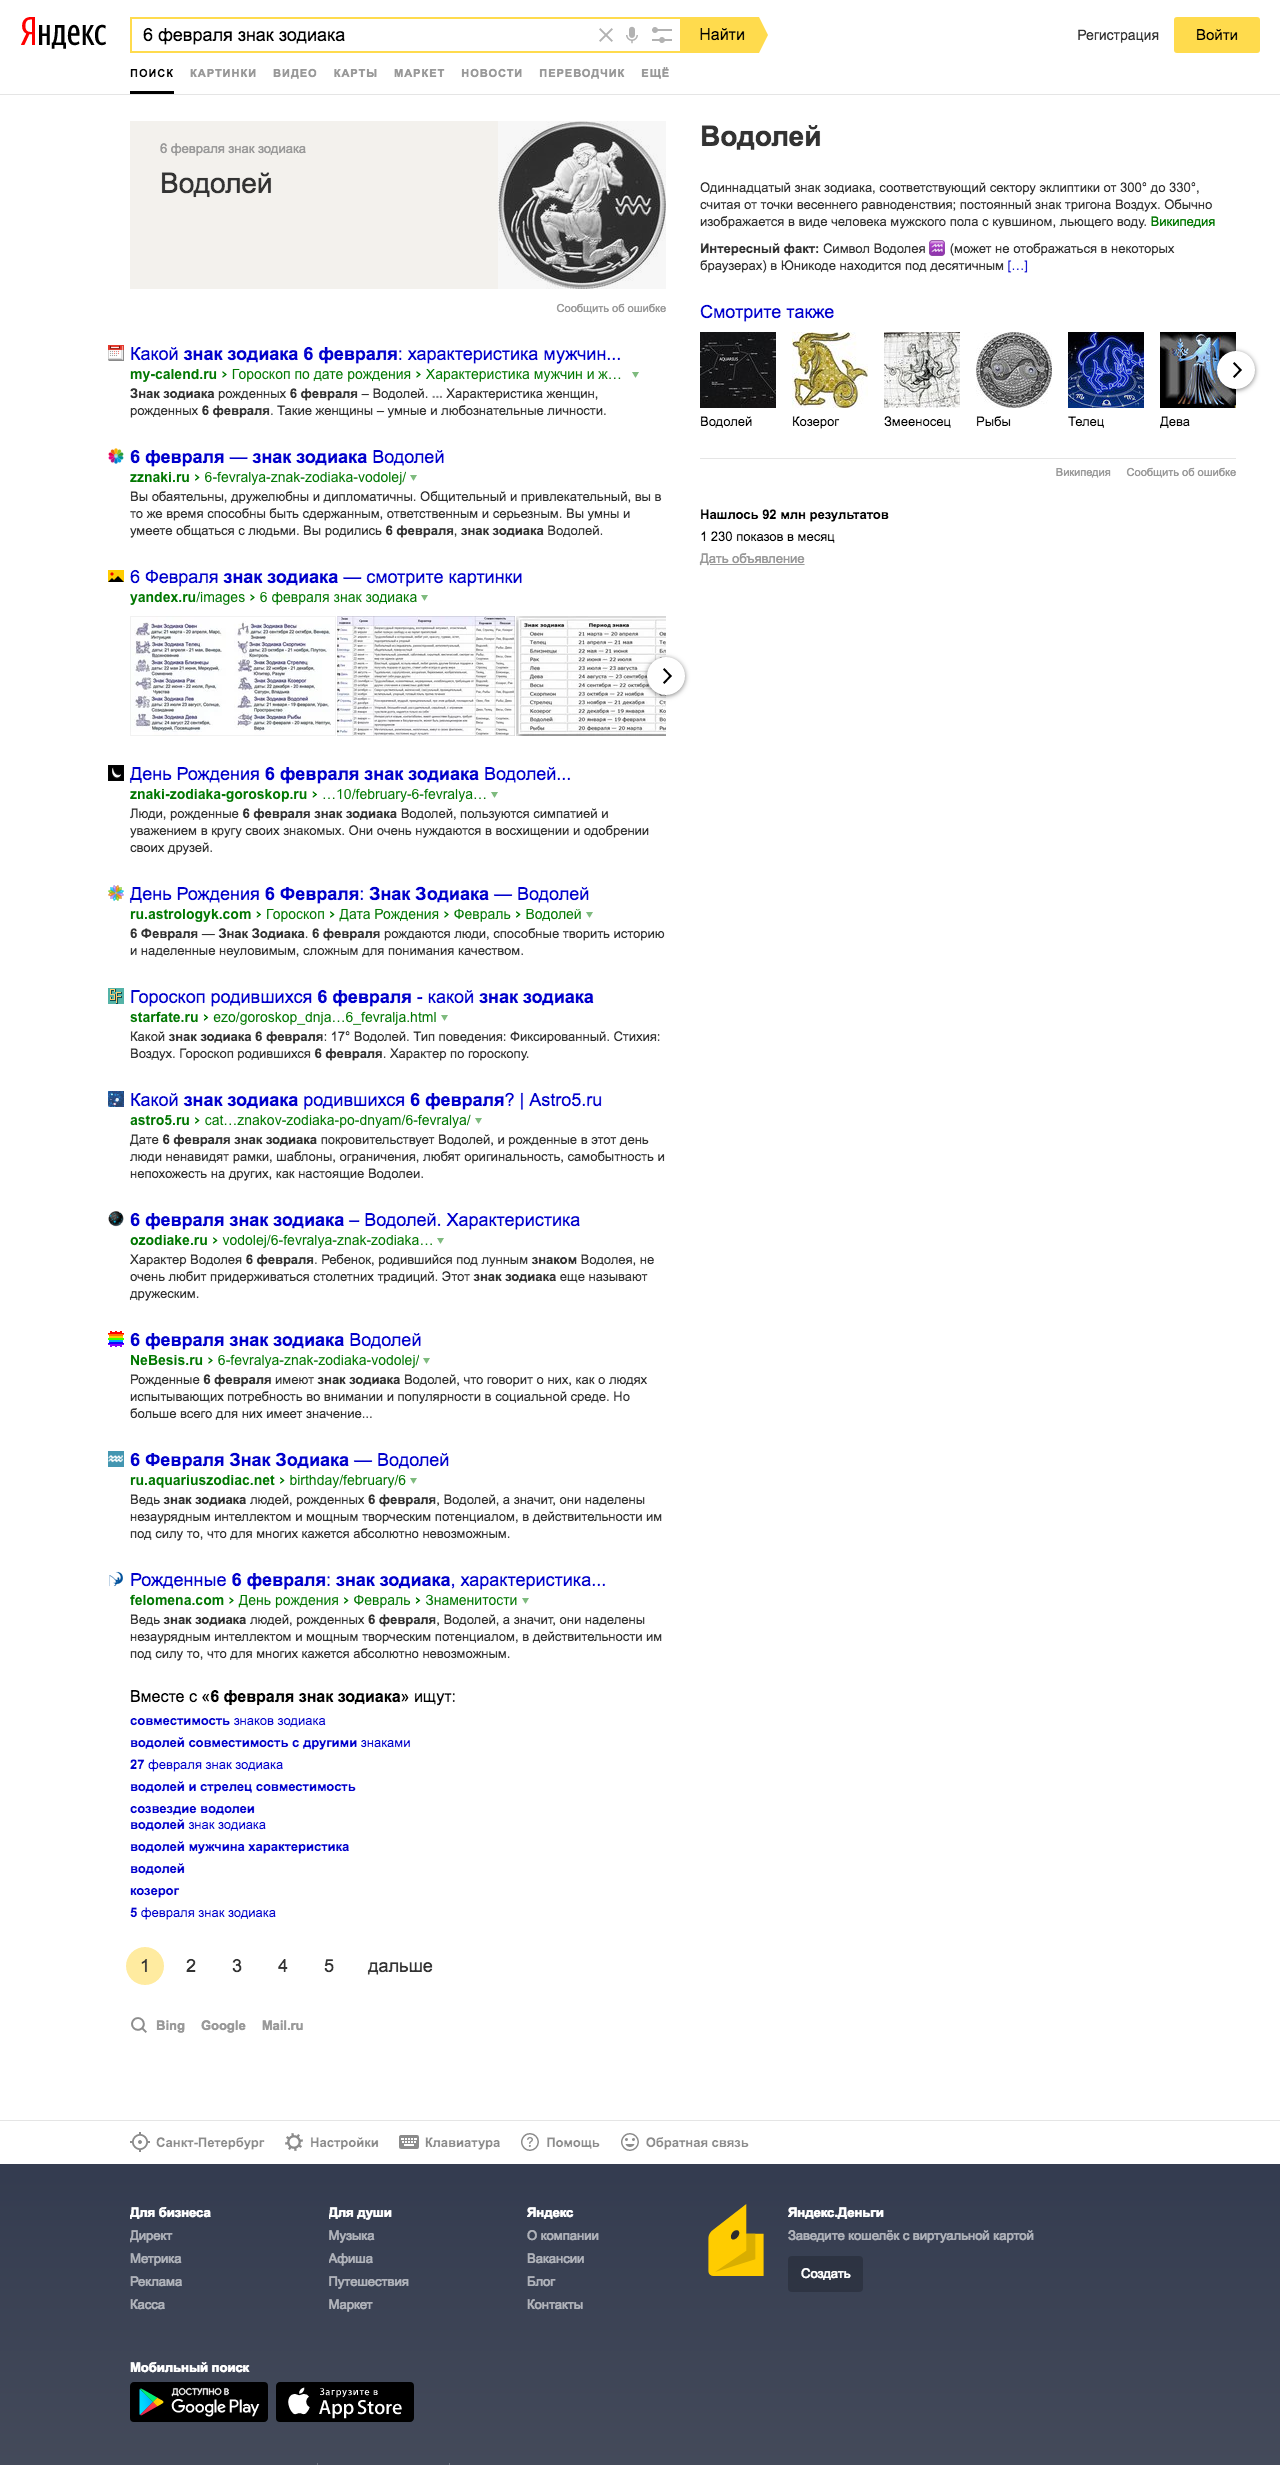 Яндекс
6 февраля знак зодиака
Найти
Регистрация
Войти
ПОИСК КАРТИНКИ ВИДЕО КАРТЫ МАРКЕТ НОВОСТИ ПЕРЕВОДЧИК ЕЩЁ
6 февраля знак зодиака
Водолей
Сообщить об ошибке
Какой знак зодиака 6 февраля: характеристика мужчин...
my-calend.ru › Гороскоп по дате рождения › Характеристика мужчин и ж…
Знак зодиака рожденных 6 февраля – Водолей. ... Характеристика женщин,
рожденных 6 февраля. Такие женщины – умные и любознательные личности.
6 февраля — знак зодиака Водолей
zznaki.ru › 6-fevralya-znak-zodiaka-vodolej/
Вы обаятельны, дружелюбны и дипломатичны. Общительный и привлекательный, вы в
то же время способны быть сдержанным, ответственным и серьезным. Вы умны и
умеете общаться с людьми. Вы родились 6 февраля, знак зодиака Водолей.
6 Февраля знак зодиака — смотрите картинки
yandex.ru/images › 6 февраля знак зодиака
День Рождения 6 февраля знак зодиака Водолей...
znaki-zodiaka-goroskop.ru › …10/february-6-fevralya…
Люди, рожденные 6 февраля знак зодиака Водолей, пользуются симпатией и
уважением в кругу своих знакомых. Они очень нуждаются в восхищении и одобрении
своих друзей.
День Рождения 6 Февраля: Знак Зодиака — Водолей
ru.astrologyk.com › Гороскоп › Дата Рождения › Февраль › Водолей
6 Февраля — Знак Зодиака. 6 февраля рождаются люди, способные творить историю
и наделенные неуловимым, сложным для понимания качеством.
Гороскоп родившихся 6 февраля - какой знак зодиака
starfate.ru › ezo/goroskop_dnja…6_fevralja.html
Какой знак зодиака 6 февраля: 17° Водолей. Тип поведения: Фиксированный. Стихия:
Воздух. Гороскоп родившихся 6 февраля. Характер по гороскопу.
Какой знак зодиака родившихся 6 февраля? | Astro5.ru
astro5.ru › cat…znakov-zodiaka-po-dnyam/6-fevralya/
Дате 6 февраля знак зодиака покровительствует Водолей, и рожденные в этот день
люди ненавидят рамки, шаблоны, ограничения, любят оригинальность, самобытность и
непохожесть на других, как настоящие Водолеи.
6 февраля знак зодиака – Водолей. Характеристика
ozodiake.ru › vodolej/6-fevralya-znak-zodiaka…
Характер Водолея 6 февраля. Ребенок, родившийся под лунным знаком Водолея, не
очень любит придерживаться столетних традиций. Этот знак зодиака еще называют
дружеским.
6 февраля знак зодиака Водолей
NeBesis.ru › 6-fevralya-znak-zodiaka-vodolej/
Рожденные 6 февраля имеют знак зодиака Водолей, что говорит о них, как о людях
испытывающих потребность во внимании и популярности в социальной среде. Но
больше всего для них имеет значение...
6 Февраля Знак Зодиака — Водолей
ru.aquariuszodiac.net › birthday/february/6
Ведь знак зодиака людей, рожденных 6 февраля, Водолей, а значит, они наделены
незаурядным интеллектом и мощным творческим потенциалом, в действительности им
под силу то, что для многих кажется абсолютно невозможным.
Рожденные 6 февраля: знак зодиака, характеристика...
felomena.com › День рождения › Февраль › Знаменитости
Ведь знак зодиака людей, рожденных 6 февраля, Водолей, а значит, они наделены
незаурядным интеллектом и мощным творческим потенциалом, в действительности им
под силу то, что для многих кажется абсолютно невозможным.
Вместе с «6 февраля знак зодиака» ищут:
совместимость знаков зодиака
водолей совместимость с другими знаками
27 февраля знак зодиака
водолей и стрелец совместимость
созвездие водолеи
водолей знак зодиака
водолей мужчина характеристика
водолей
козерог
5 февраля знак зодиака
1 2 3 4 5 дальше
Bing Google Mail.ru
Водолей
Одиннадцатый знак зодиака, соответствующий сектору эклиптики от 300° до 330°,
считая от точки весеннего равноденствия; постоянный знак тригона Воздух. Обычно
изображается в виде человека мужского пола с кувшином, льющего воду. Википедия
Интересный факт: Символ Водолея ♒ (может не отображаться в некоторых
браузерах) в Юникоде находится под десятичным […]
Смотрите также
AQUARIUS
Водолей Козерог Змееносец Рыбы Телец Дева
Википедия Сообщить об ошибке
Нашлось 92 млн результатов
1 230 показов в месяц
Дать объявление
Санкт-Петербург Настройки Клавиатура Помощь Обратная связь
Для бизнеса
Директ
Метрика
Реклама
Касса
Для души
Музыка
Афиша
Путешествия
Маркет
Яндекс
О компании
Вакансии
Блог
Контакты
Яндекс.Деньги
Заведите кошелёк с виртуальной картой
Создать
Мобильный поиск
ДОСТУПНО В
Google Play
Загрузите в
App Store